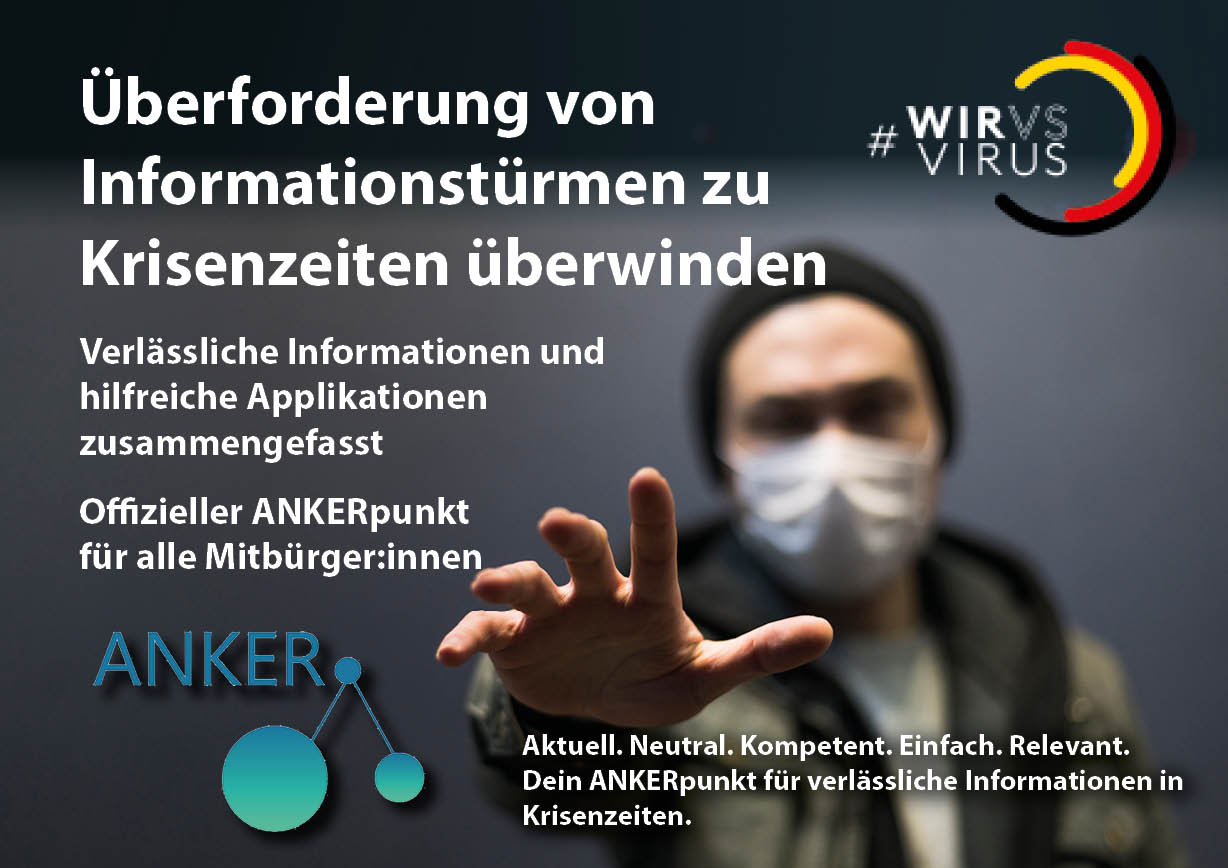 Überforderung von
Informationstürmen zu
Krisenzeiten überwinden
# WIRVS
VIRUS
Verlässliche Informationen und
hilfreiche Applikationen
zusammengefasst
Offizieller ANKERpunkt
für alle Mitbürger:innen
ANKER
Aktuell. Neutral. Kompetent. Einfach. Relevant.
Dein ANKERpunkt für verlässliche Informationen in
Krisenzeiten.